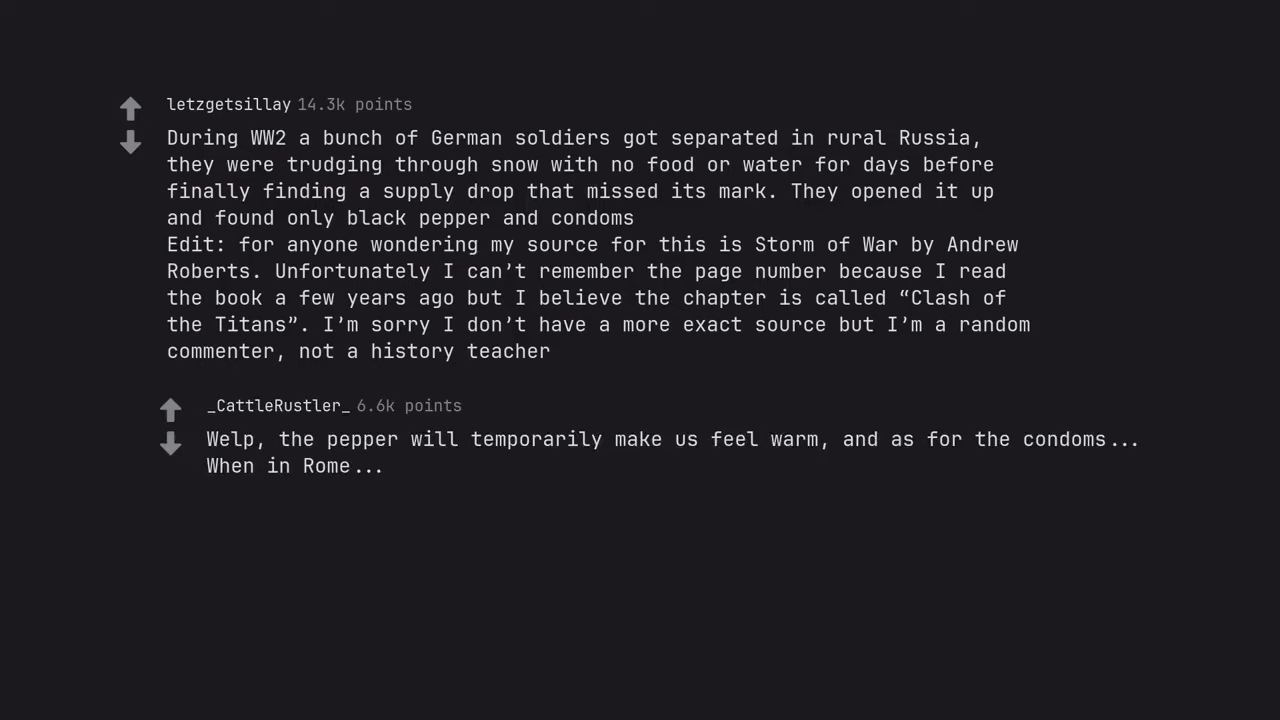 letzgetsillay 14.3k points
During WW2 a bunch of German soldiers got separated in rural Russia,
they were trudging through snow with no food or water for days before
finally finding a supply drop that missed its mark. They opened it up
and found only black pepper and condoms
Edit: for anyone wondering my source for this is Storm of War by Andrew
Roberts. Unfortunately I can’t remember the page number because I read
the book a few years ago but I believe the chapter is called “Clash of
the Titans”. I’m sorry I don’t have a more exact source but I’m a random
commenter, not a history teacher
_CattleRustler_ 6.6k points
Welp, the pepper will temporarily make us feel warm, and as for the condoms...
When in Rome...